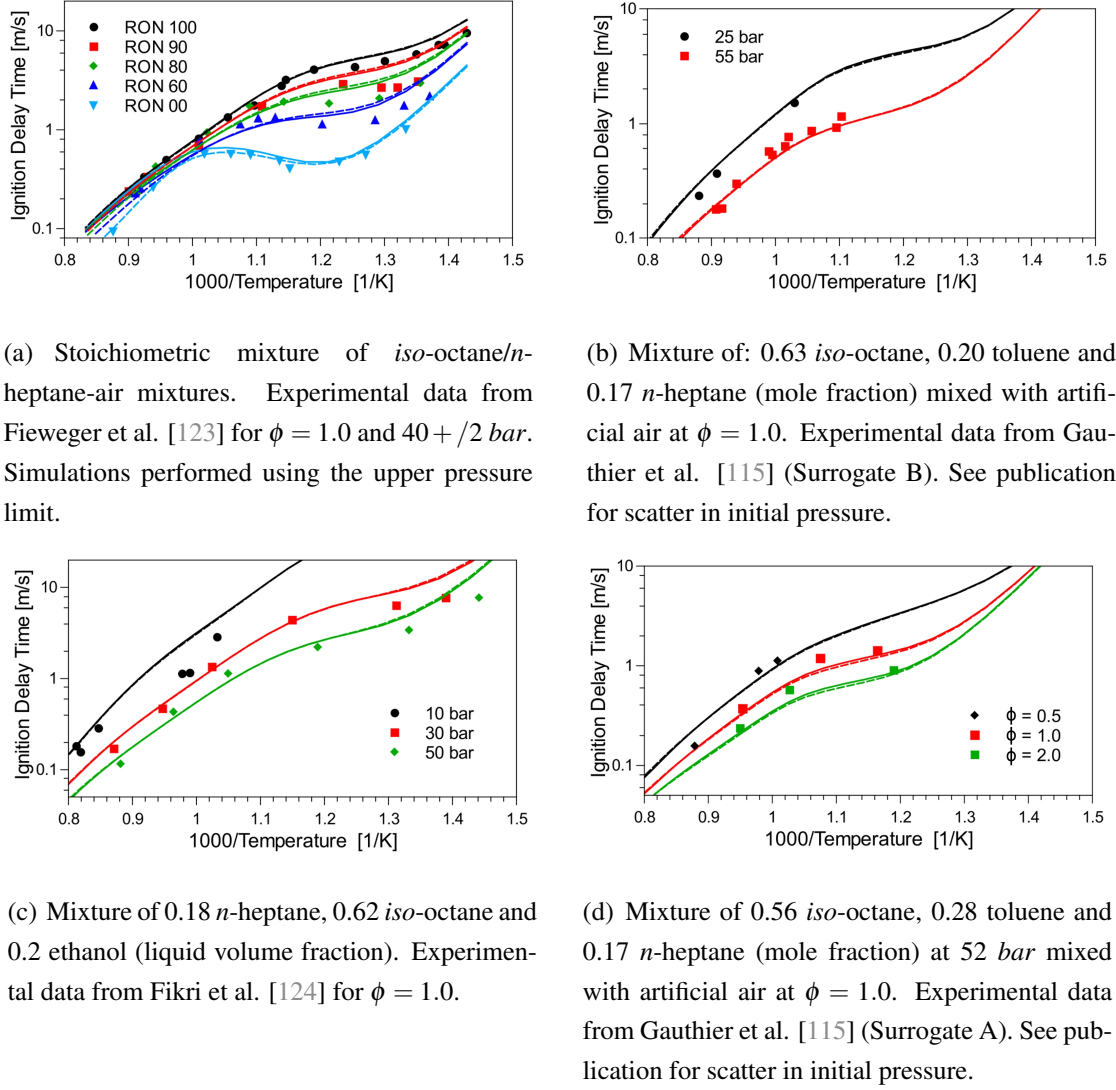 Ignition Delay Time [m/s]
10
1
0.1
RON 100
RON 90
RON 80
RON 60
RON 00
0.8 0.9 1 1.1 1.2 1.3 1.4 1.5
1000/Temperature [1/K]
Ignition Delay Time [m/s]
10
1
0.1
25 bar
55 bar
0.8 0.9 1 1.1 1.2 1.3 1.4 1.5
1000/Temperature [1/K]
(a) Stoichiometric mixture of iso-octane/n-
heptane-air mixtures. Experimental data from
Fieweger et al. [123] for ϕ = 1.0 and 40 + /2 bar.
Simulations performed using the upper pressure
limit.
(b) Mixture of: 0.63 iso-octane, 0.20 toluene and
0.17 n-heptane (mole fraction) mixed with artifi-
cial air at ϕ = 1.0. Experimental data from Gau-
thier et al. [115] (Surrogate B). See publication
for scatter in initial pressure.
Ignition Delay Time [m/s]
10
1
0.1
10 bar
30 bar
50 bar
0.8 0.9 1 1.1 1.2 1.3 1.4 1.5
1000/Temperature [1/K]
Ignition Delay Time [m/s]
10
1
0.1
ϕ = 0.5
ϕ = 1.0
ϕ = 2.0
0.8 0.9 1 1.1 1.2 1.3 1.4 1.5
1000/Temperature [1/K]
(c) Mixture of 0.18 n-heptane, 0.62 iso-octane and
0.2 ethanol (liquid volume fraction). Experimen-
tal data from Fikri et al. [124] for ϕ = 1.0.
(d) Mixture of 0.56 iso-octane, 0.28 toluene and
0.17 n-heptane (mole fraction) at 52 bar mixed
with artificial air at ϕ = 1.0. Experimental data
from Gauthier et al. [115] (Surrogate A). See pub-
lication for scatter in initial pressure.